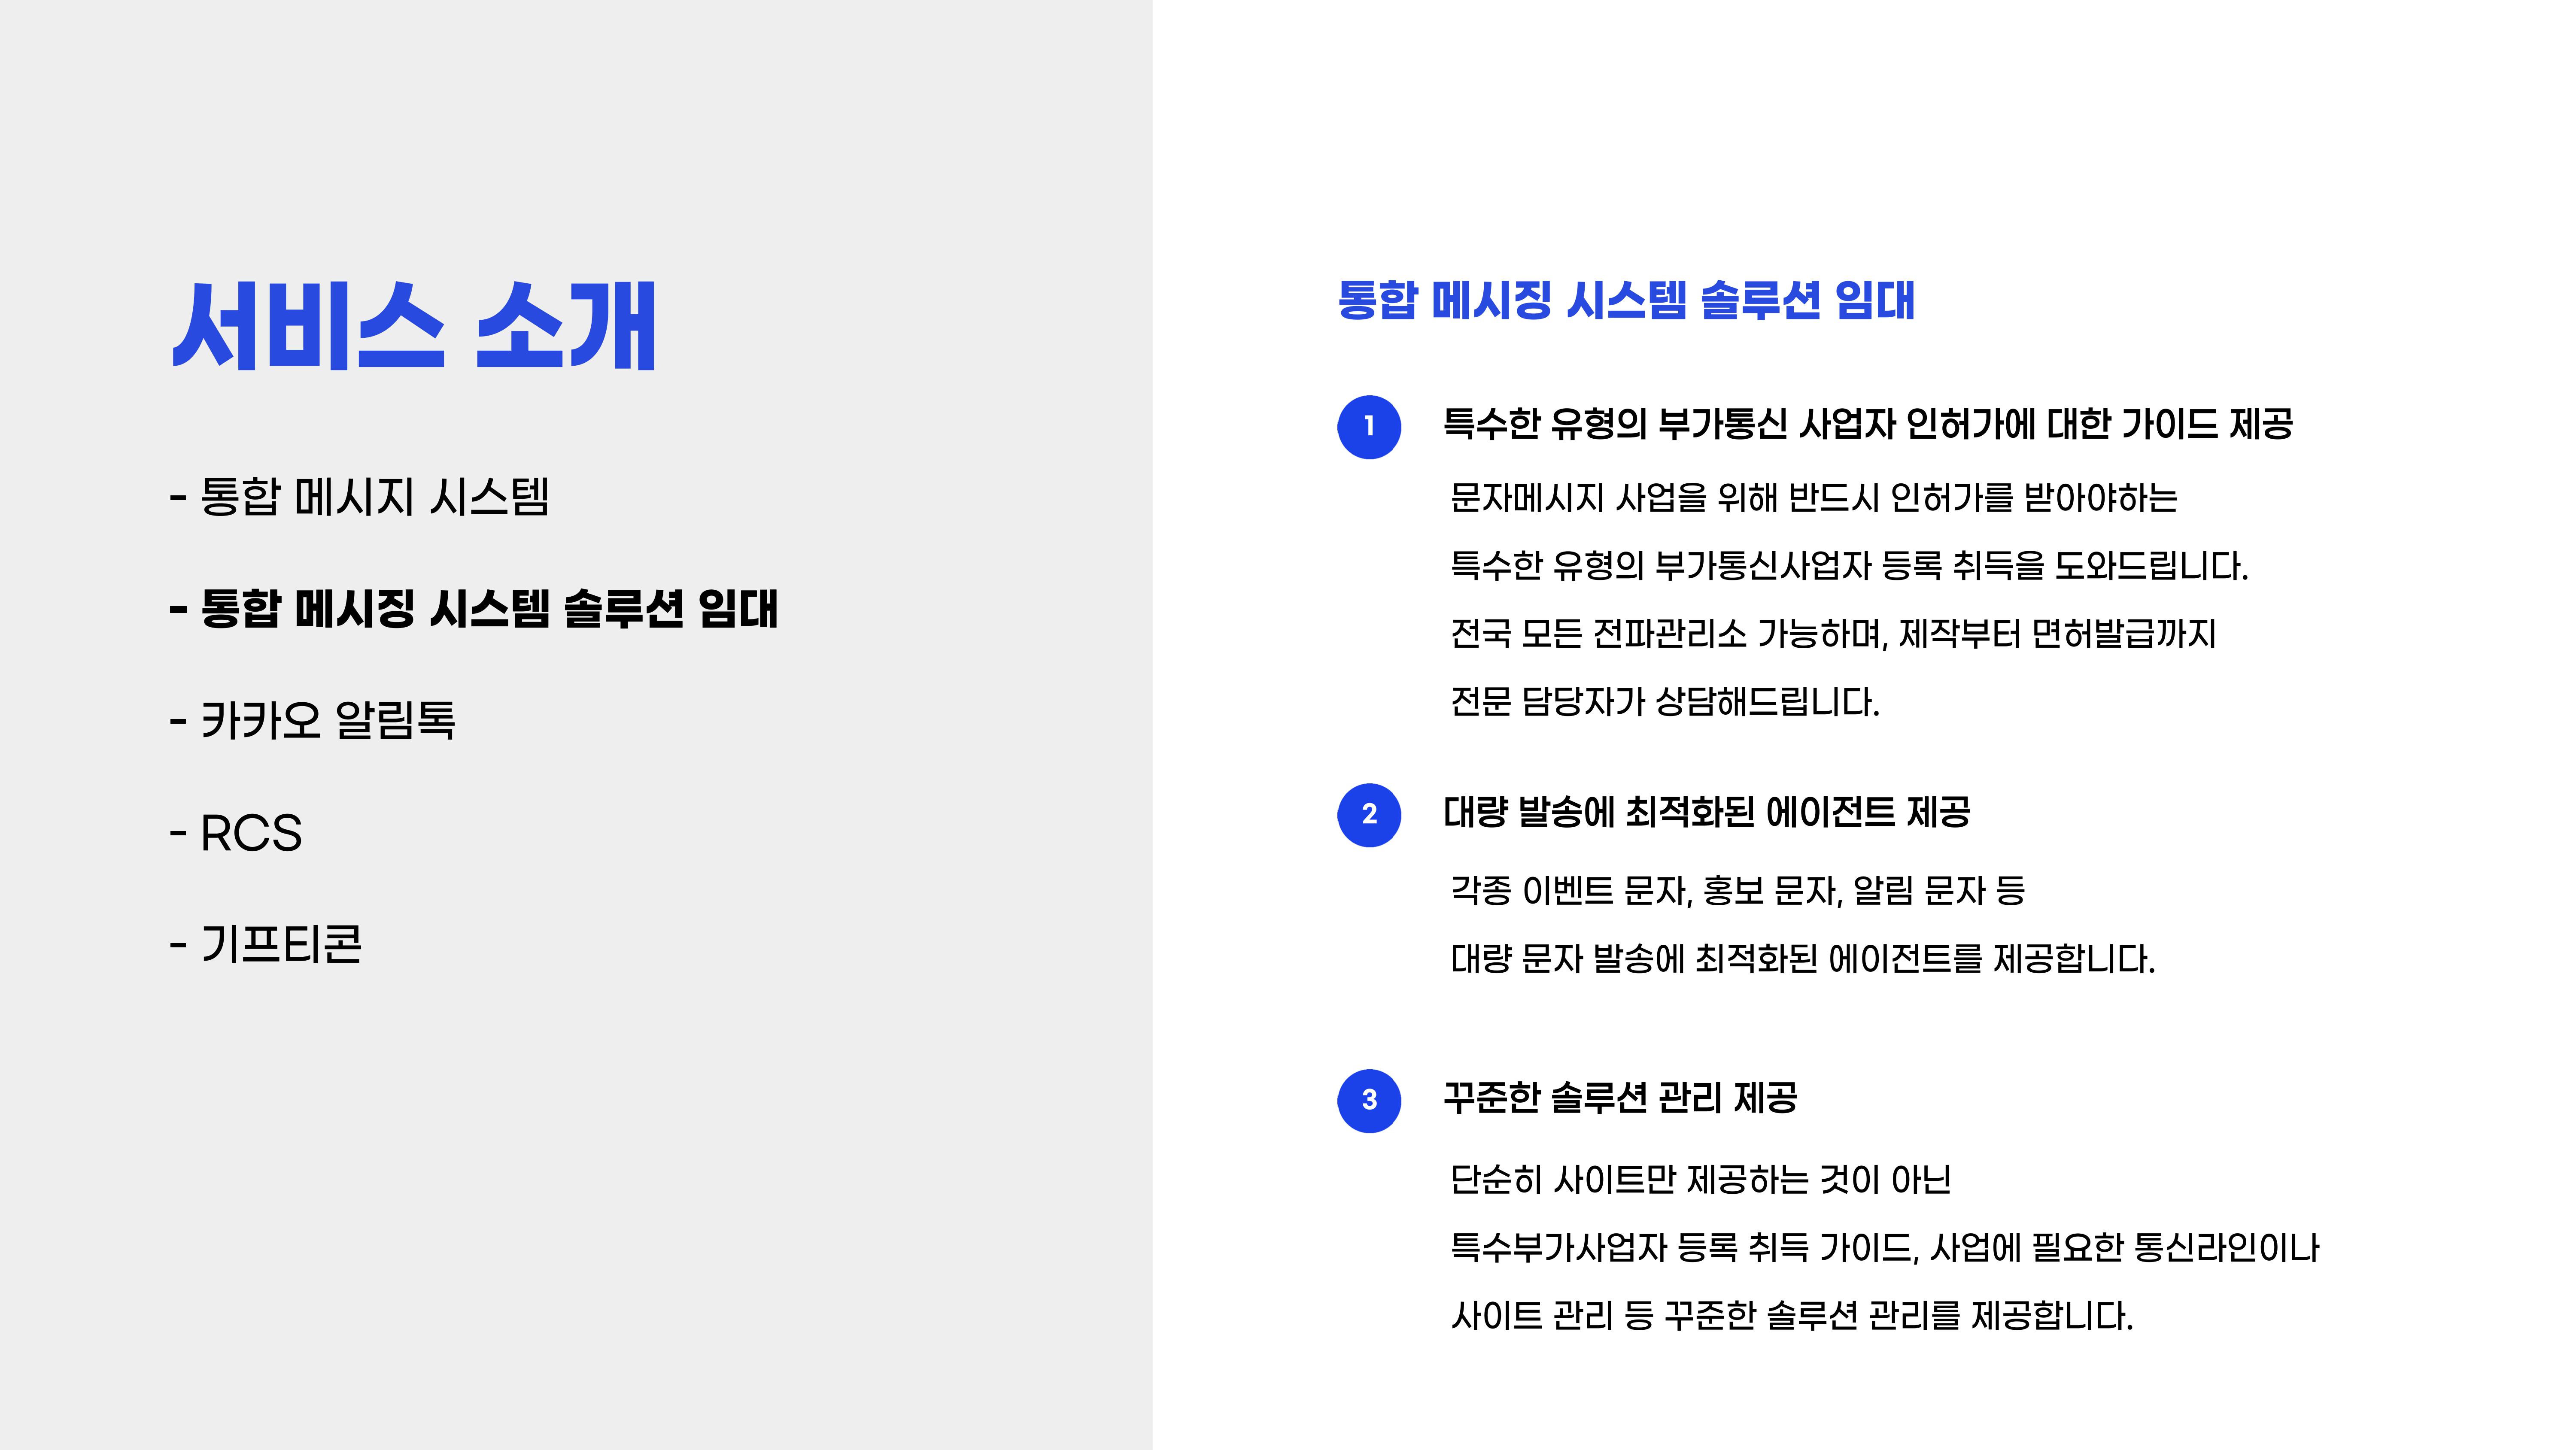 서비스 소개
- 통합 메시지 시스템
- 통합 메시징 시스템 솔루션 임대
- 카카오 알림톡
- RCS
- 기프티콘
통합 메시징 시스템 솔루션 임대
1 특수한 유형의 부가통신 사업자 인허가에 대한 가이드 제공
문자메시지 사업을 위해 반드시 인허가를 받아야하는
특수한 유형의 부가통신사업자 등록 취득을 도와드립니다.
전국 모든 전파관리소 가능하며, 제작부터 면허발급까지
전문 담당자가 상담해드립니다.
2 대량 발송에 최적화된 에이전트 제공
각종 이벤트 문자, 홍보 문자, 알림 문자 등
대량 문자 발송에 최적화된 에이전트를 제공합니다.
3 꾸준한 솔루션 관리 제공
단순히 사이트만 제공하는 것이 아닌
특수부가사업자 등록 취득 가이드, 사업에 필요한 통신라인이나
사이트 관리 등 꾸준한 솔루션 관리를 제공합니다.